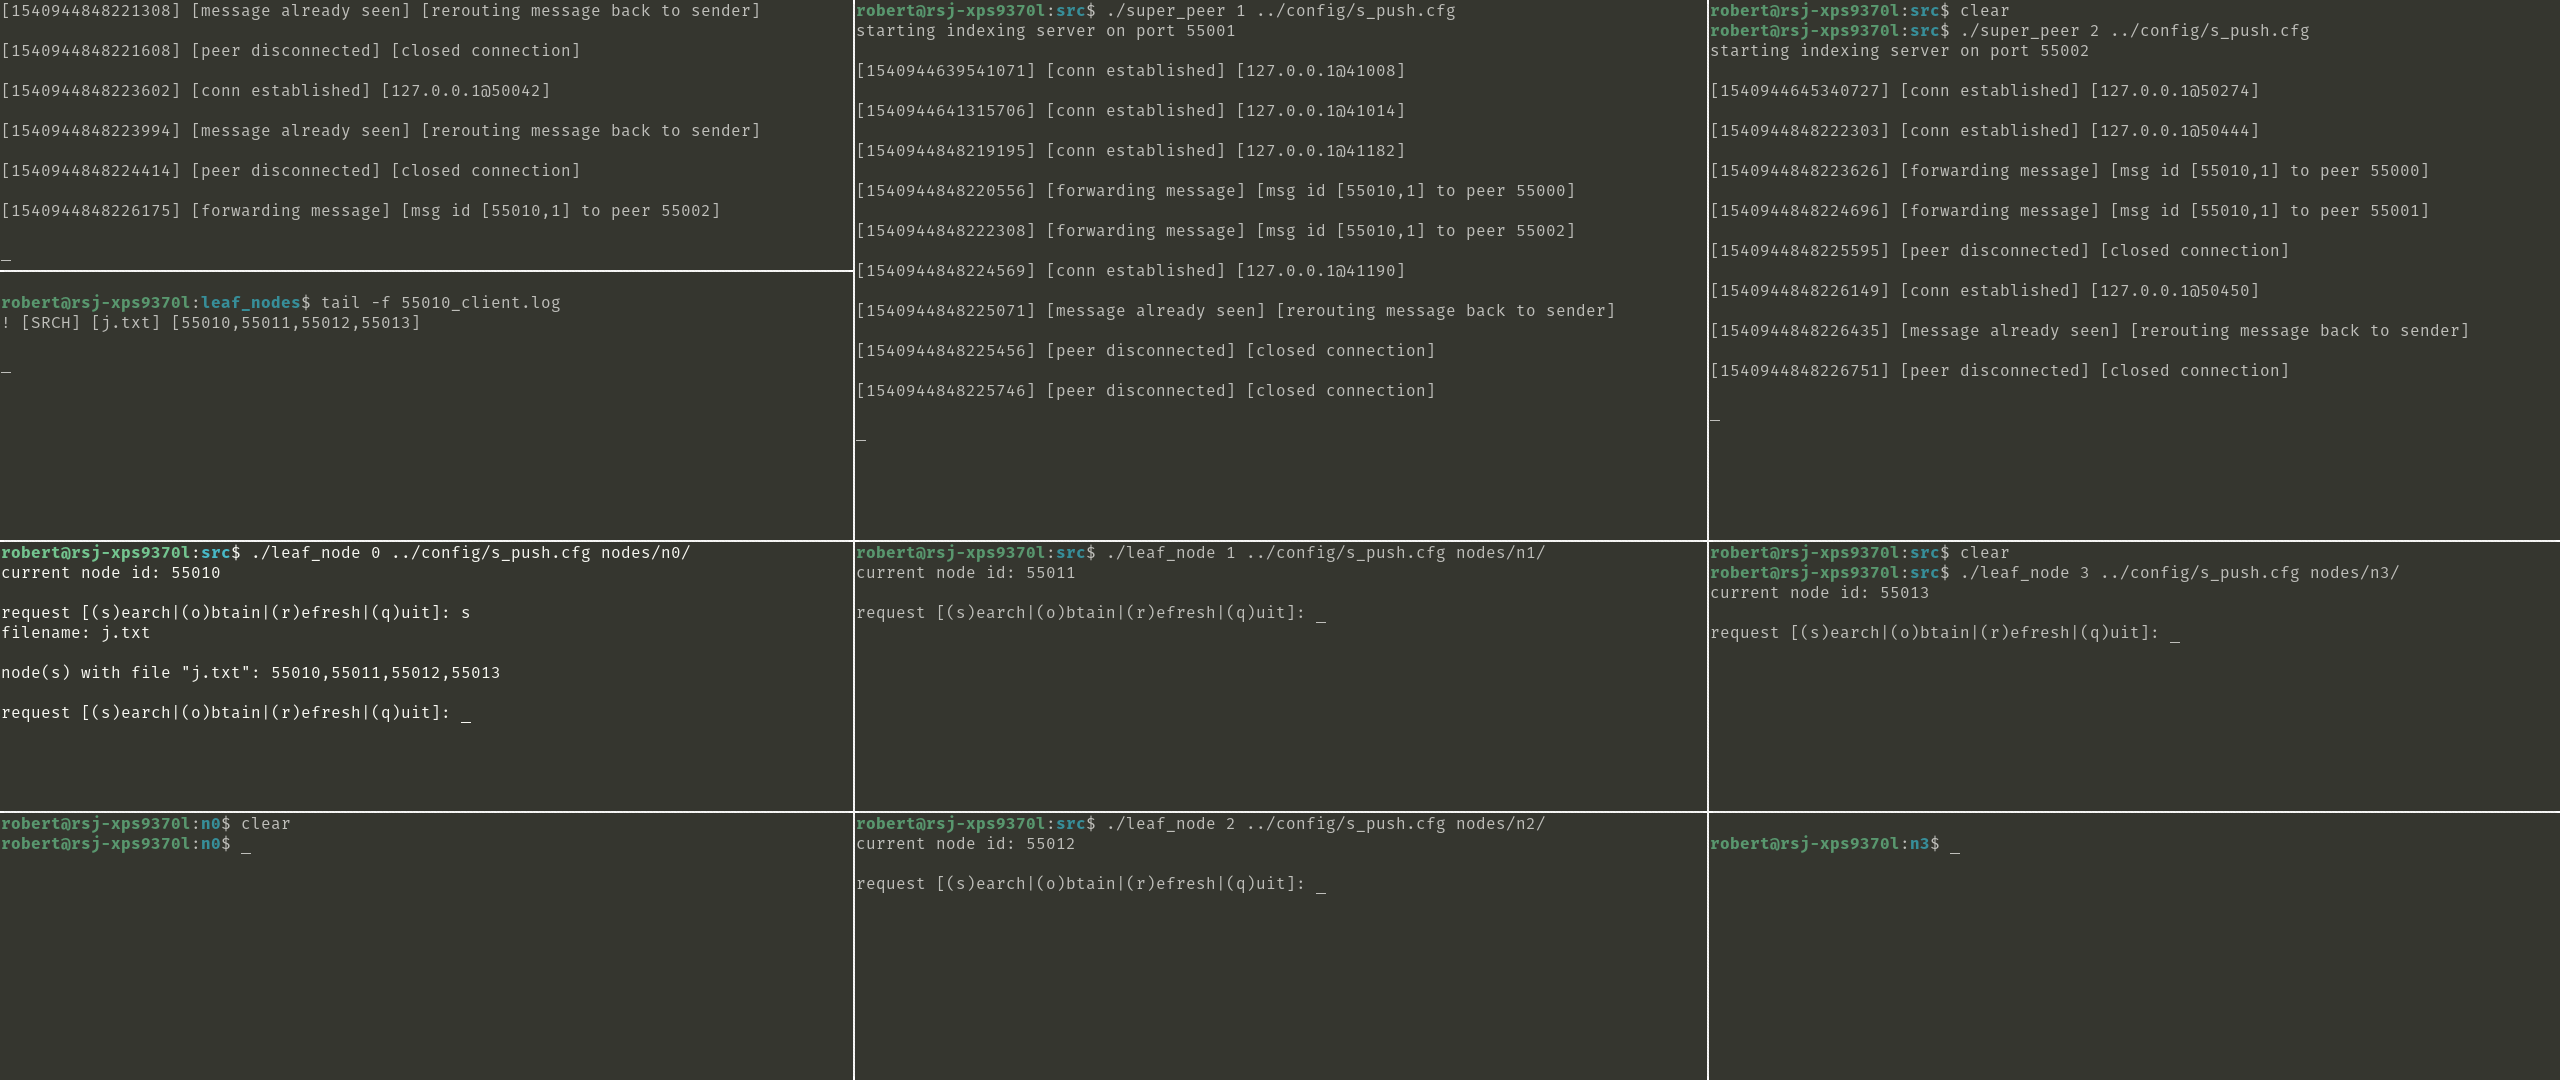 [1540944848221308] [message already seen] [rerouting message back to sender]
[1540944848221608] [peer disconnected] [closed connection]
[1540944848223602] [conn established] [127.0.0.1@50042]
[1540944848223994] [message already seen] [rerouting message back to sender]
[1540944848224414] [peer disconnected] [closed connection]
[1540944848226175] [forwarding message] [msg id [55010,1] to peer 55002]
_
robert@rsj-xps9370l:leaf_nodes$ tail -f 55010_client.log
! [SRCH] [j.txt] [55010,55011,55012,55013]
_
robert@rsj-xps9370l:src$ ./super_peer 1 ../config/s_push.cfg
starting indexing server on port 55001
[1540944639541071] [conn established] [127.0.0.1@41008]
[1540944641315706] [conn established] [127.0.0.1@41014]
[1540944848219195] [conn established] [127.0.0.1@41182]
[1540944848220556] [forwarding message] [msg id [55010,1] to peer 55000]
[1540944848222308] [forwarding message] [msg id [55010,1] to peer 55002]
[1540944848224569] [conn established] [127.0.0.1@41190]
[1540944848225071] [message already seen] [rerouting message back to sender]
[1540944848225456] [peer disconnected] [closed connection]
[1540944848225746] [peer disconnected] [closed connection]
_
robert@rsj-xps9370l:src$ clear
robert@rsj-xps9370l:src$ ./super_peer 2 ../config/s_push.cfg
starting indexing server on port 55002
[1540944645340727] [conn established] [127.0.0.1@50274]
[1540944848222303] [conn established] [127.0.0.1@50444]
[1540944848223626] [forwarding message] [msg id [55010,1] to peer 55000]
[1540944848224696] [forwarding message] [msg id [55010,1] to peer 55001]
[1540944848225595] [peer disconnected] [closed connection]
[1540944848226149] [conn established] [127.0.0.1@50450]
[1540944848226435] [message already seen] [rerouting message back to sender]
[1540944848226751] [peer disconnected] [closed connection]
_
robert@rsj-xps9370l:src$ ./leaf_node 0 ../config/s_push.cfg nodes/n0/
current node id: 55010
request [(s)earch|(o)btain|(r)efresh|(q)uit]: s
filename: j.txt
node(s) with file "j.txt": 55010,55011,55012,55013
request [(s)earch|(o)btain|(r)efresh|(q)uit]: _
robert@rsj-xps9370l:src$ ./leaf_node 1 ../config/s_push.cfg nodes/n1/
current node id: 55011
request [(s)earch|(o)btain|(r)efresh|(q)uit]: _
robert@rsj-xps9370l:src$ clear
robert@rsj-xps9370l:src$ ./leaf_node 3 ../config/s_push.cfg nodes/n3/
current node id: 55013
request [(s)earch|(o)btain|(r)efresh|(q)uit]: _
robert@rsj-xps9370l:n0$ clear
robert@rsj-xps9370l:n0$ _
robert@rsj-xps9370l:src$ ./leaf_node 2 ../config/s_push.cfg nodes/n2/
current node id: 55012
request [(s)earch|(o)btain|(r)efresh|(q)uit]: _
robert@rsj-xps9370l:n3$ _